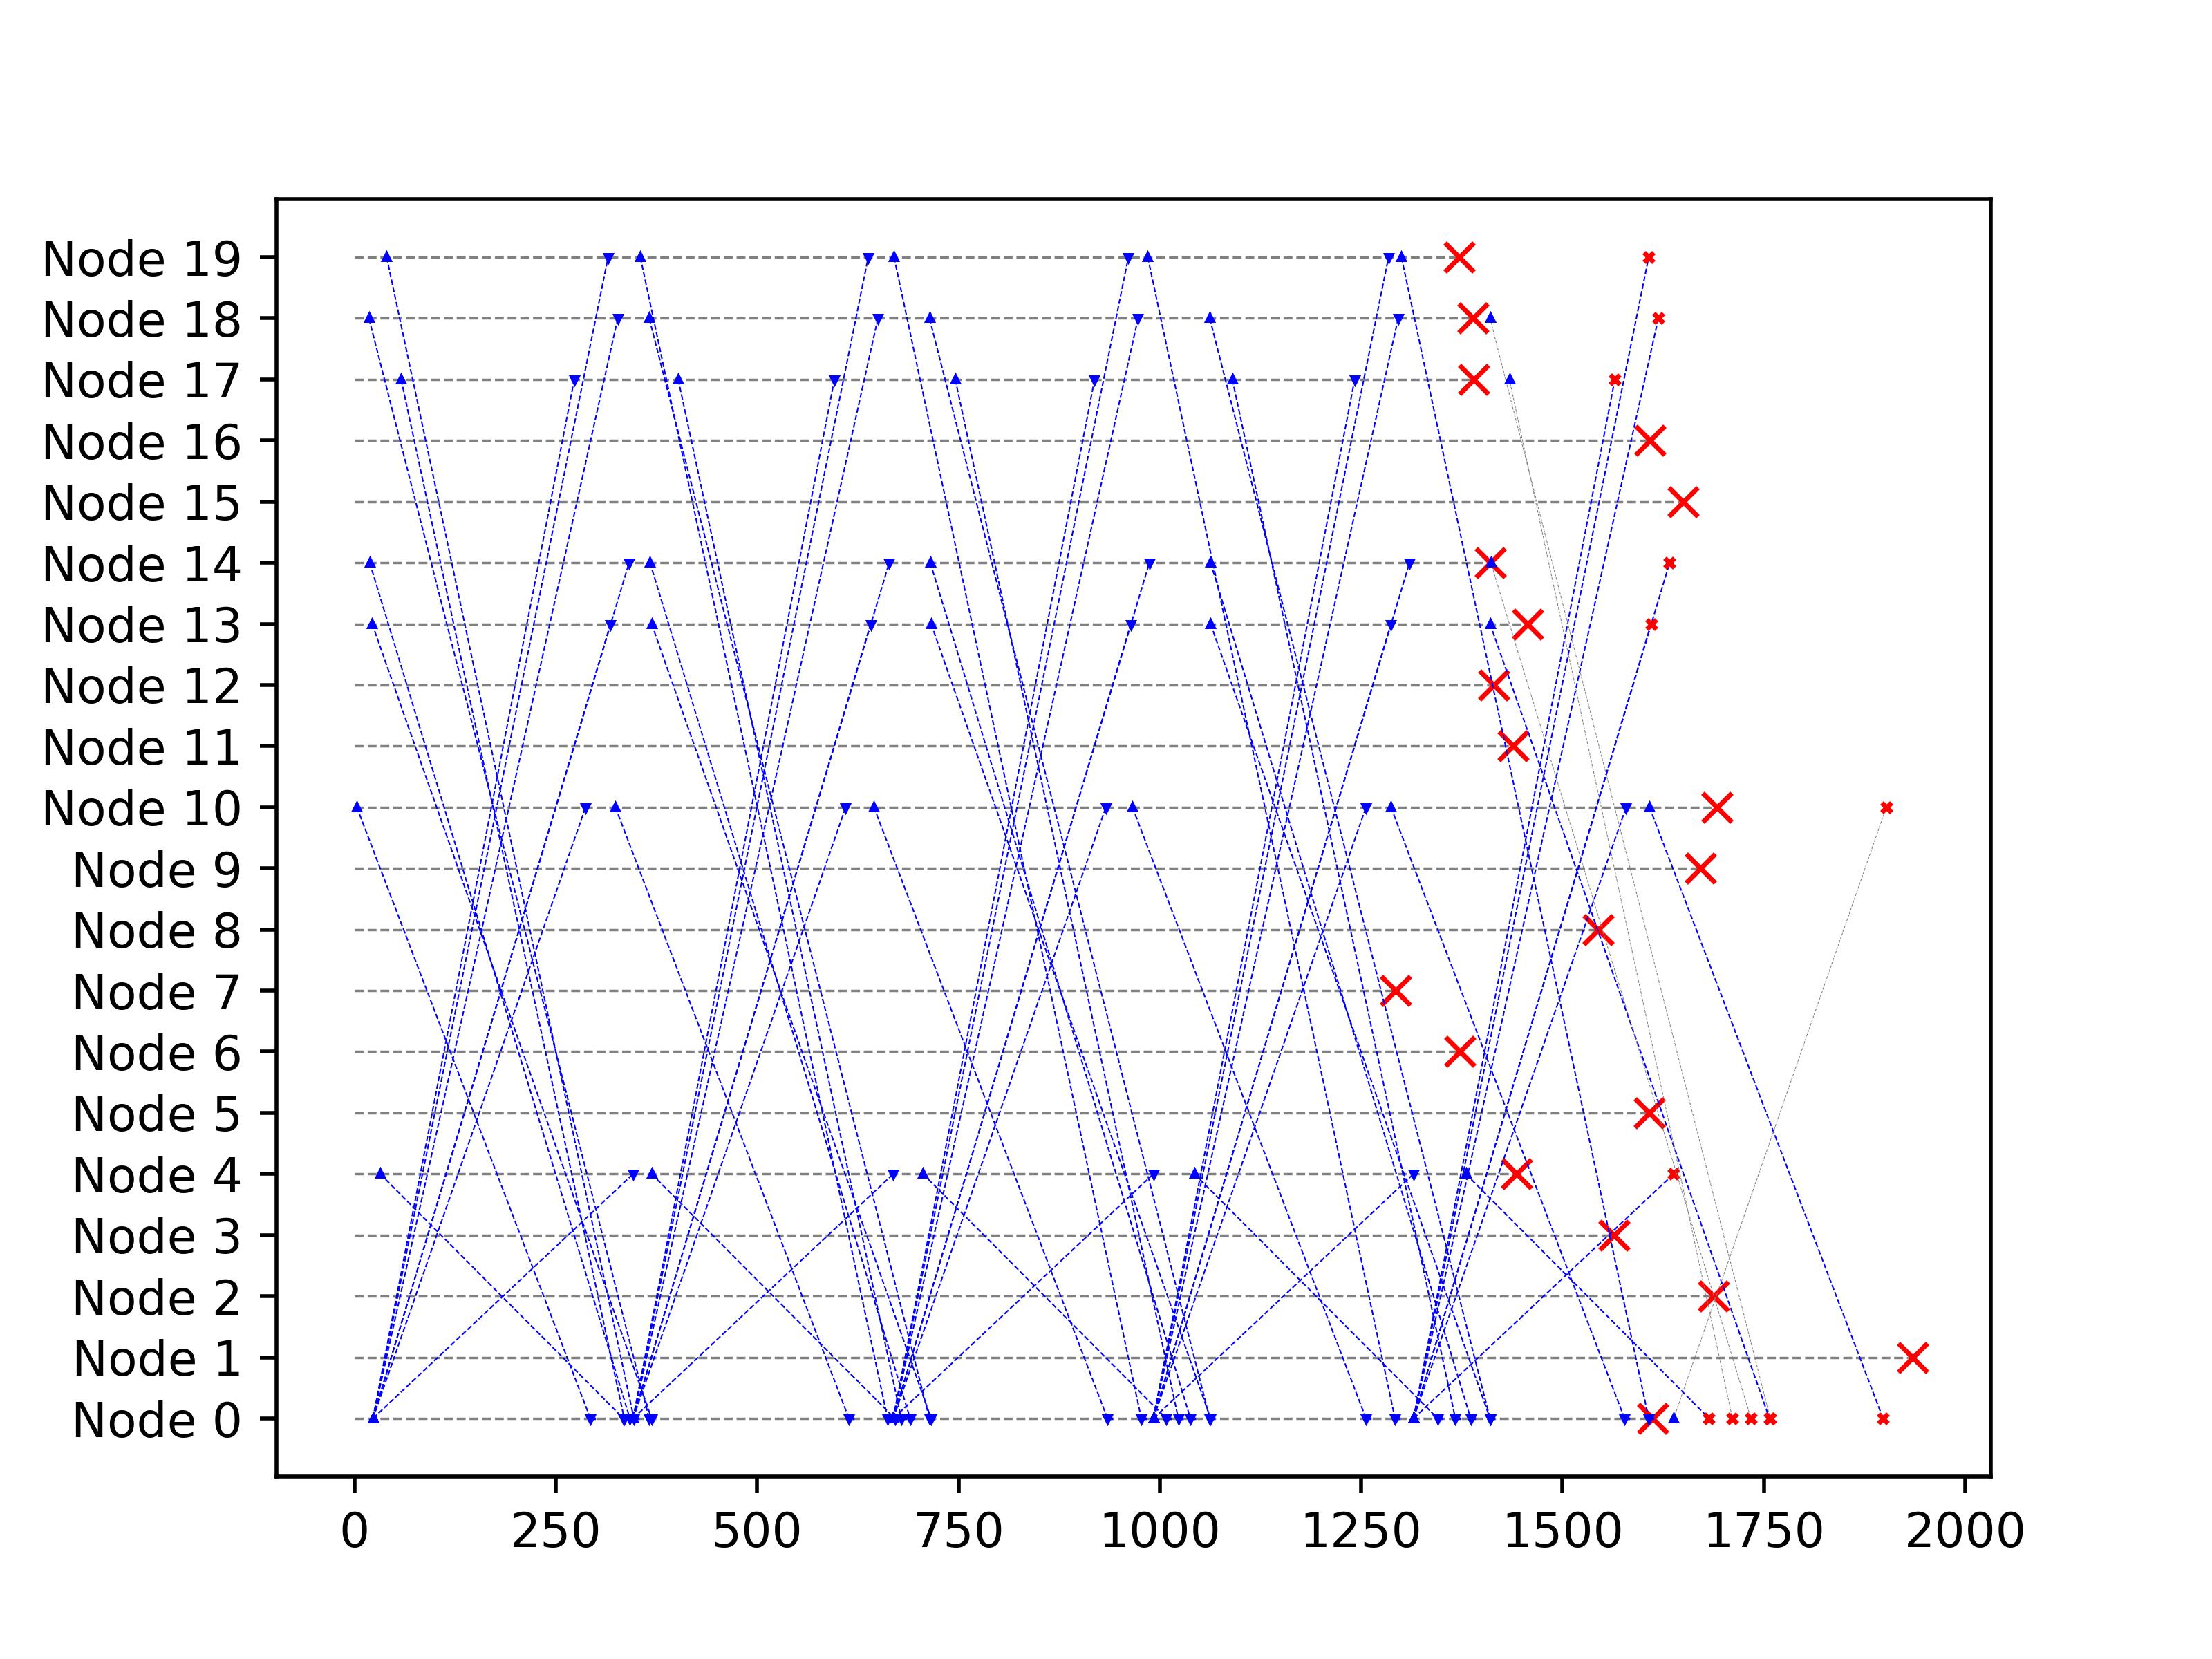 Node 19
Node 18
Node 17
Node 16
Node 15
Node 14
Node 13
Node 12
Node 11
Node 10
Node 9
Node 8
Node 7
Node 6
Node 5
Node 4
Node 3
Node 2
Node 1
Node 0
0 250 500 750 1000 1250 1500 1750 2000